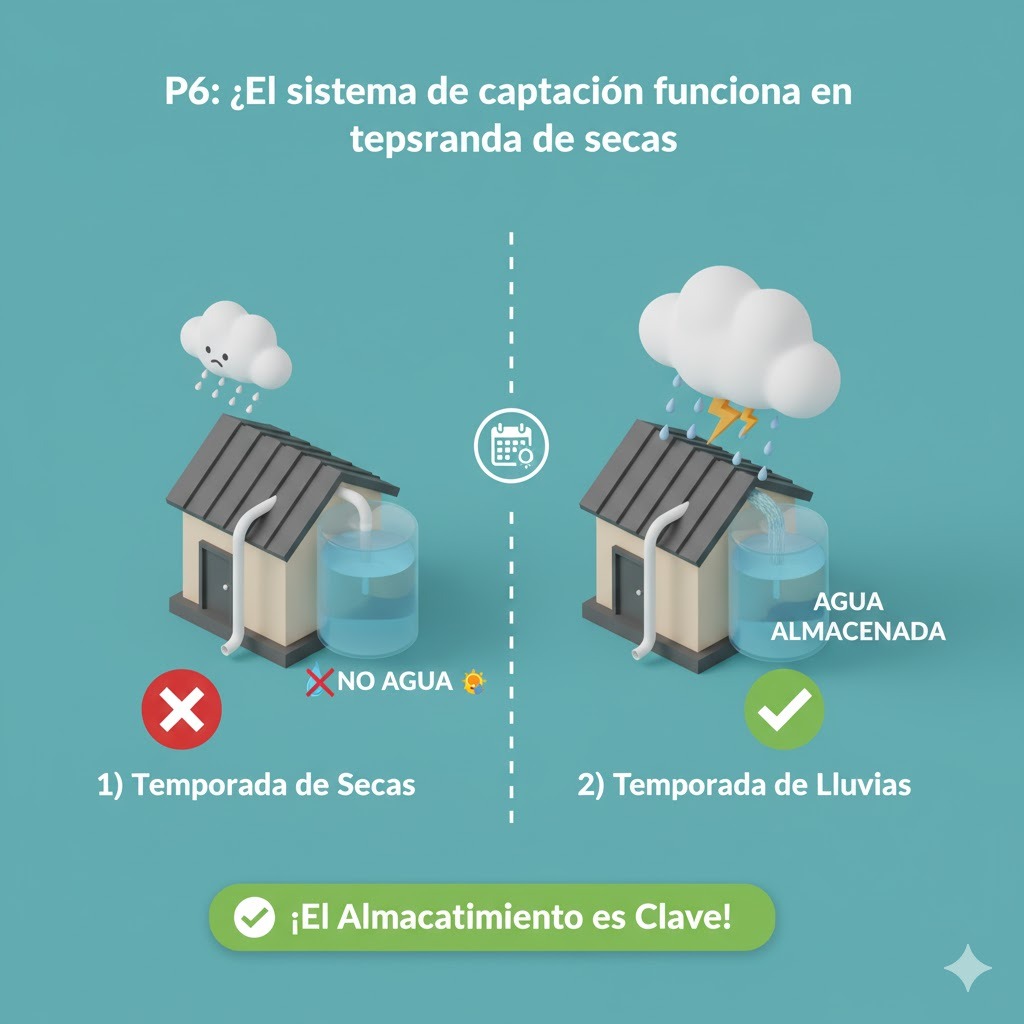 P6: ¿El sistema de captación funciona en
tepsranda de secas
AGUA
ALMACENADA
NO AGUA
1) Temporada de Secas
2) Temporada de Lluvias
¡El Almacatimiento es Clave!